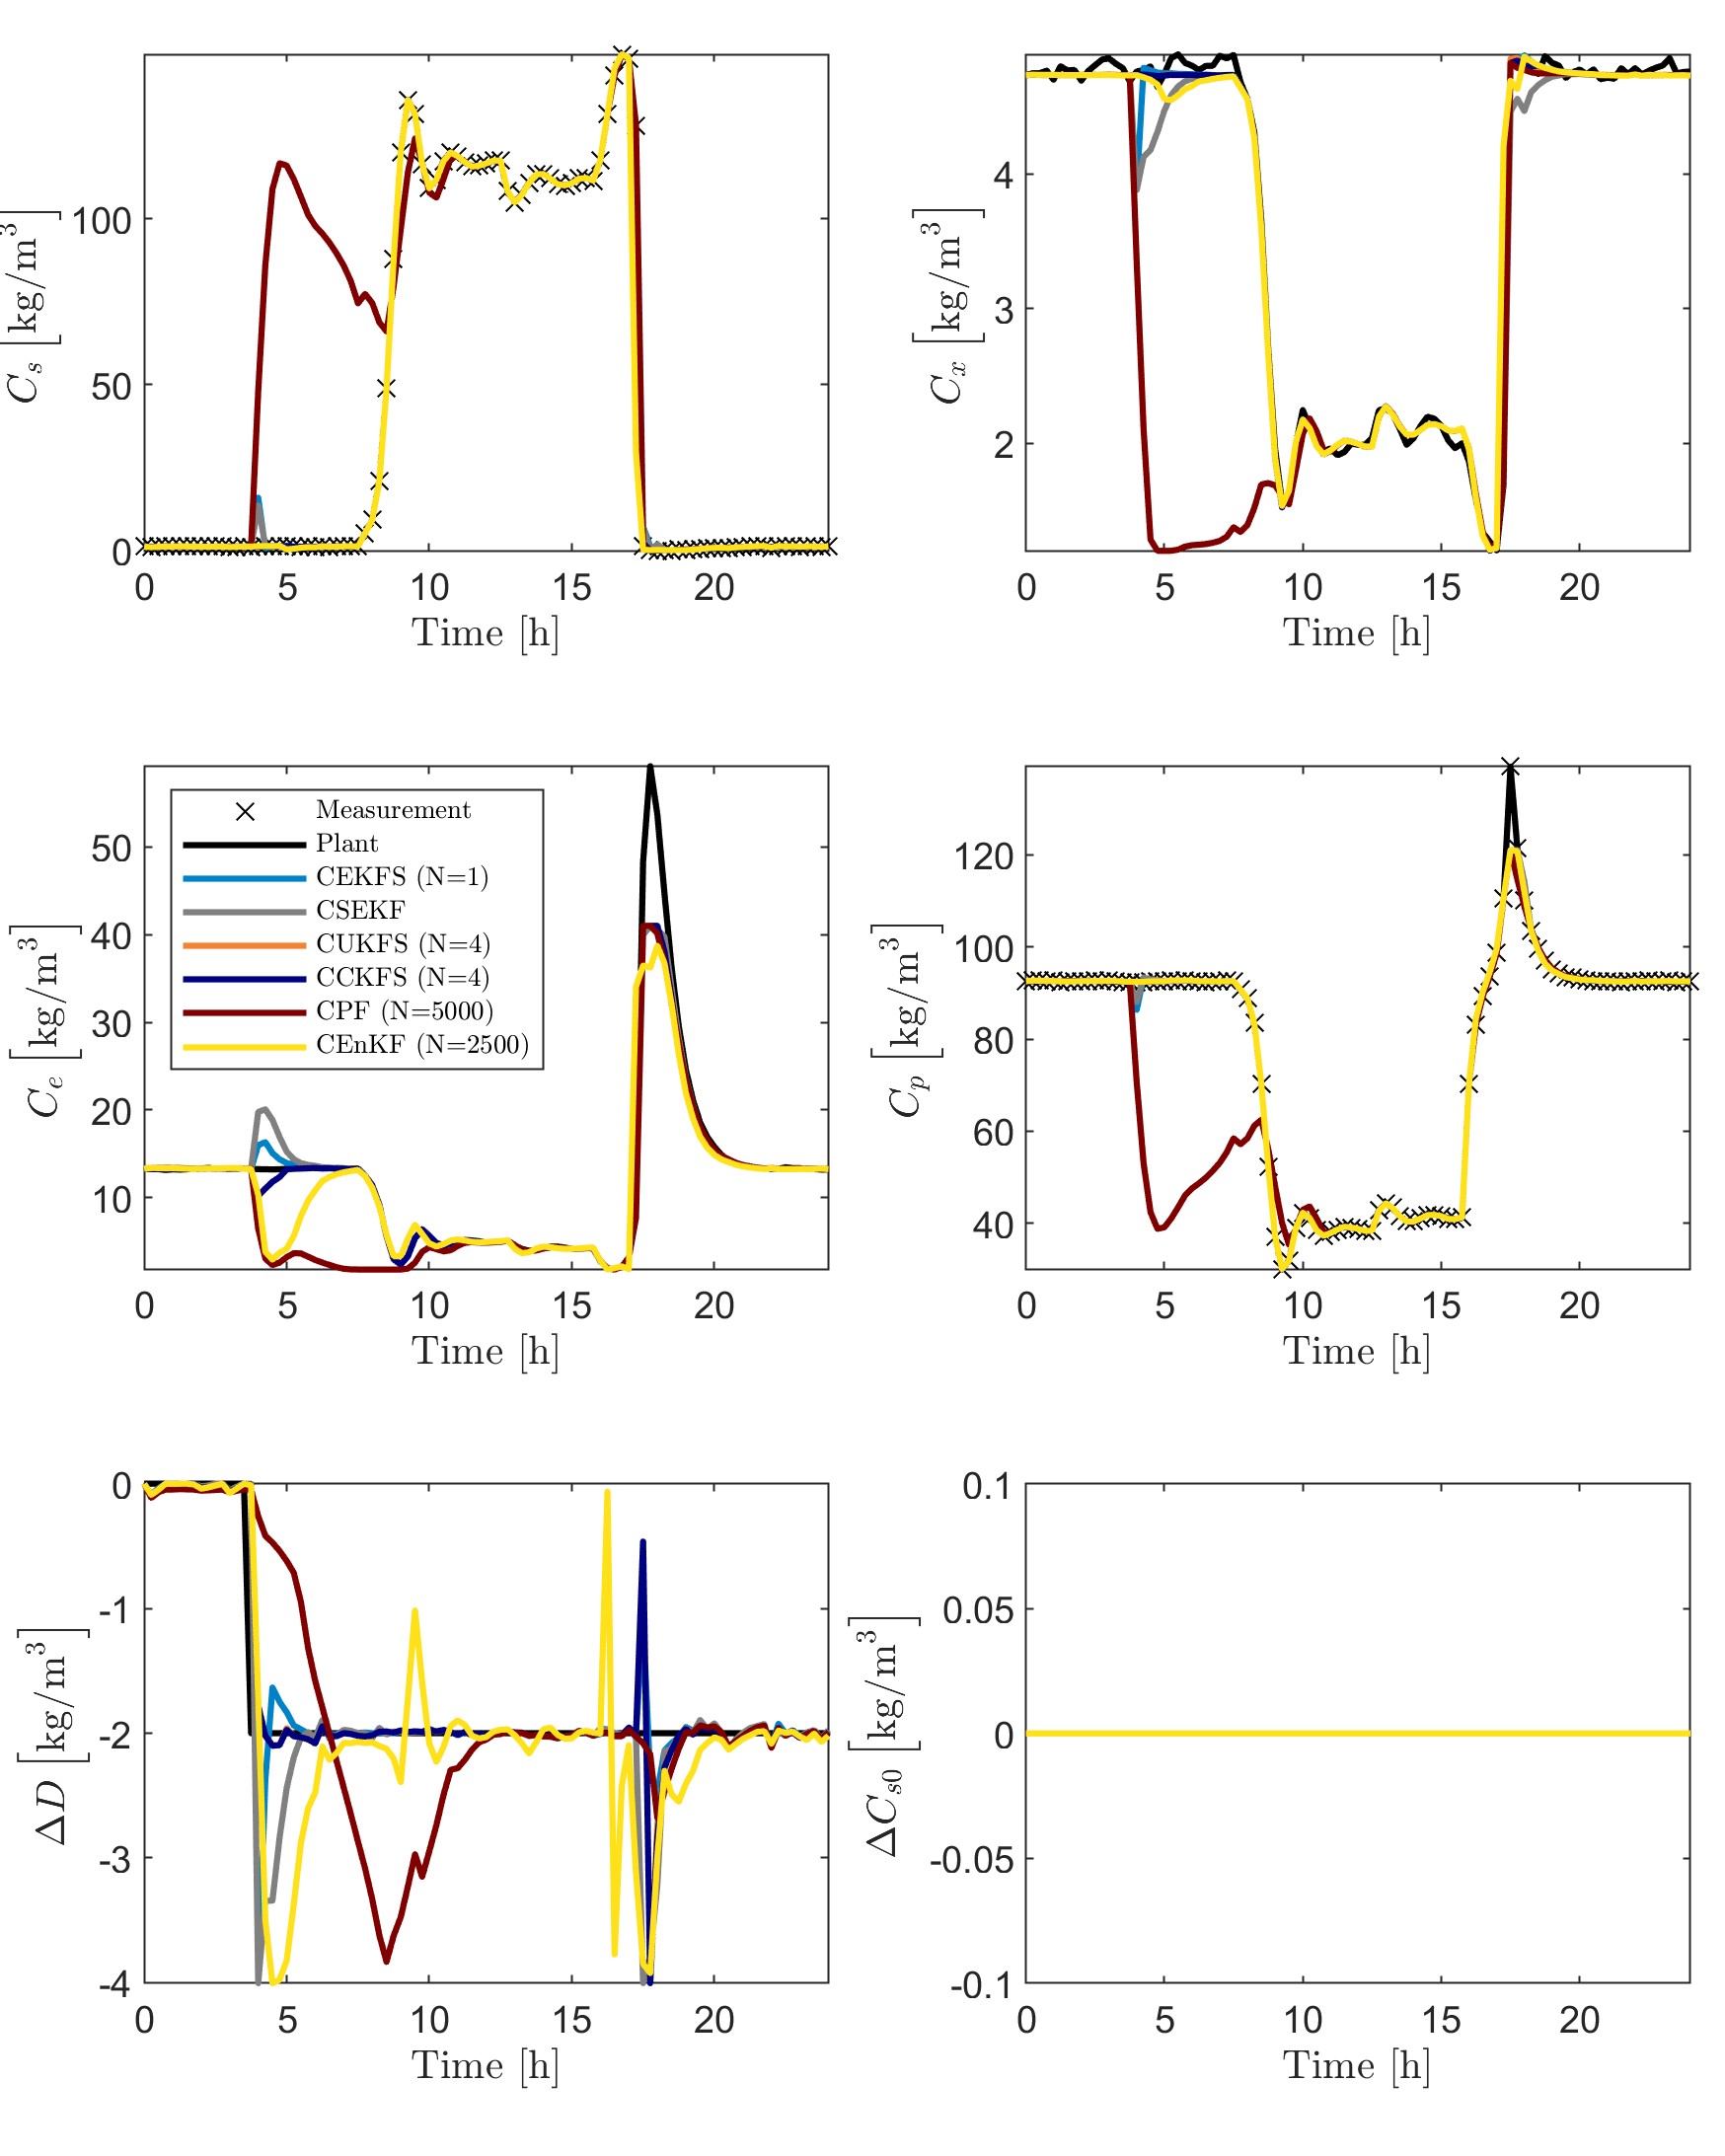 100
50
0
C_s [kg/m^3]
0 5 10 15 20
Time [h]
4
3
2
C_x [kg/m^3]
0 5 10 15 20
Time [h]
50
40
30
20
10
C_e [kg/m^3]
Measurement
Plant
CEKFS (N=1)
CSEKF
CUKFS (N=4)
CCKFS (N=4)
CPF (N=5000)
CEnKF (N=2500)
0 5 10 15 20
Time [h]
120
100
80
60
40
C_p [kg/m^3]
0 5 10 15 20
Time [h]
0
-1
-2
-3
-4
ΔD [kg/m^3]
0 5 10 15 20
Time [h]
0.1
0.05
0
-0.05
-0.1
ΔC_{s0} [kg/m^3]
0 5 10 15 20
Time [h]